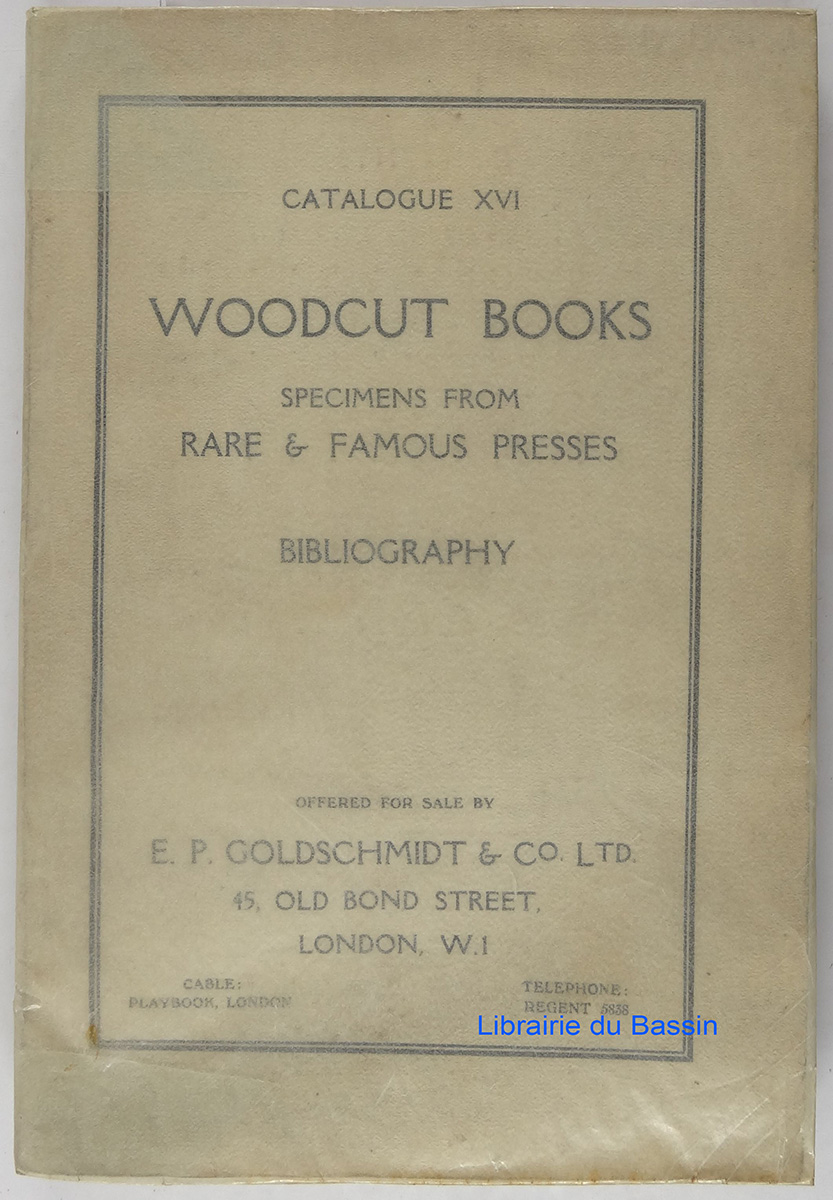 CATALOGUE XVI
WOODCUT BOOKS
SPECIMENS FROM
RARE & FAMOUS PRESSES
BIBLIOGRAPHY
OFFERED FOR SALE BY
E. P. GOLDSCHMIDT & CO. LTD.
45, OLD BOND STREET,
LONDON, W.1
CABLE:
PLAYBOOK, LONDON
TELEPHONE:
REGENT 5838
Librairie du Bassin